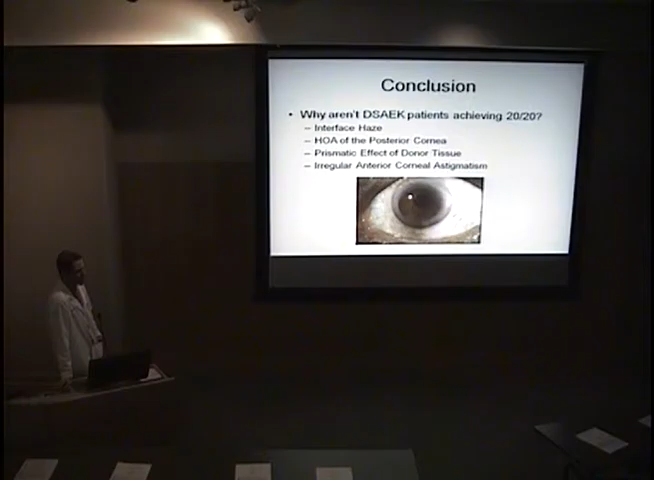 Conclusion
• Why aren't DSAEK patients achieving 20/20?
– Interface Haze
– HOA of the Posterior Cornea
– Prismatic Effect of Donor Tissue
– Irregular Anterior Corneal Astigmatism